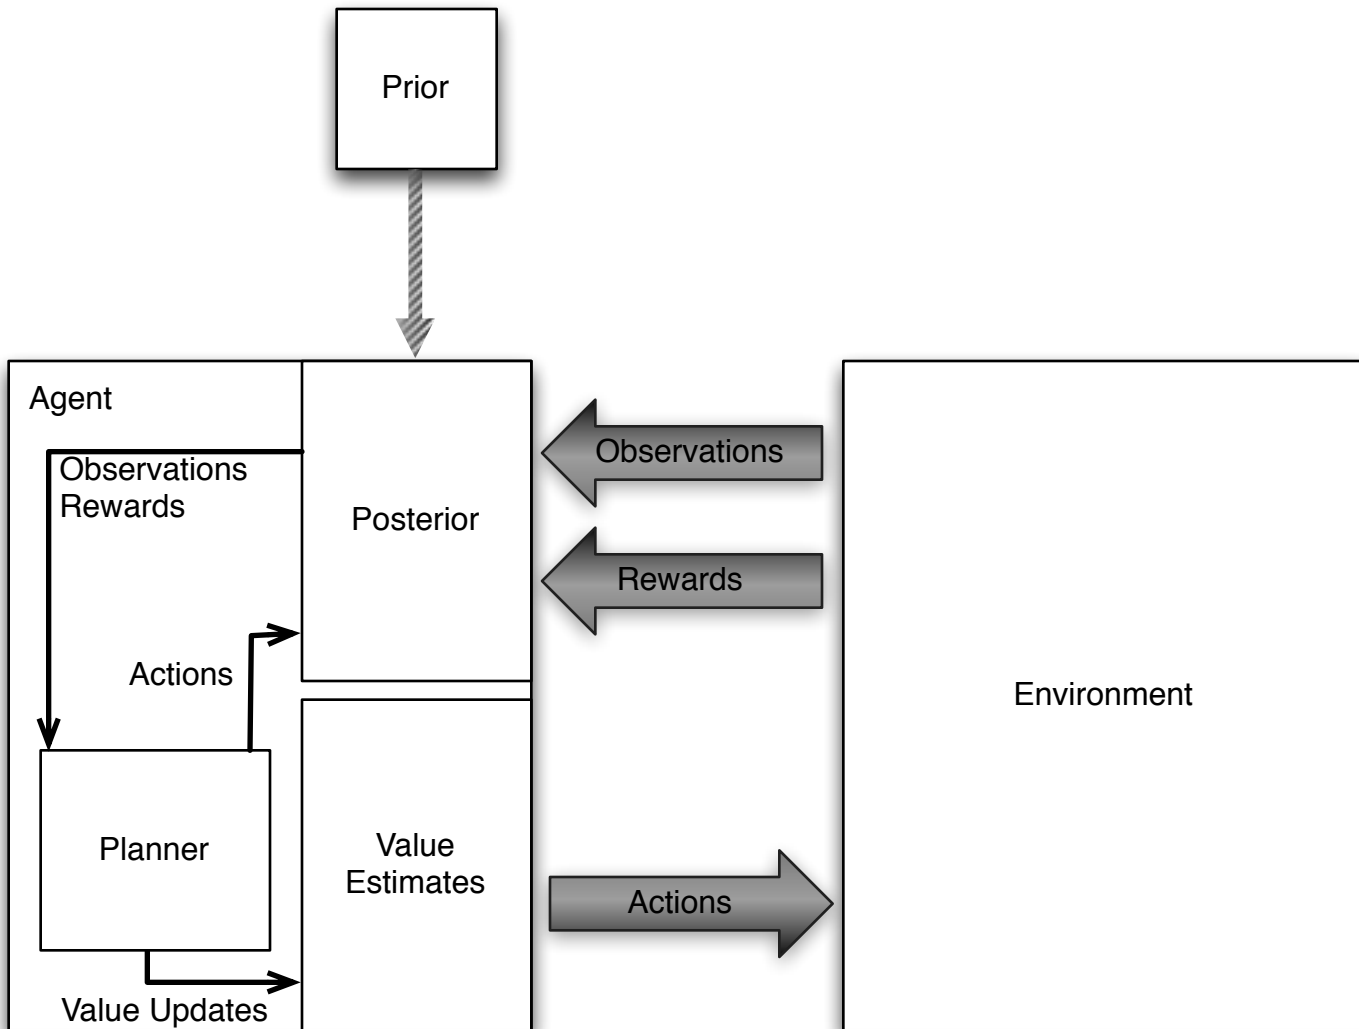 Prior
Agent
Observations
Rewards
Posterior
Observations
Rewards
Actions
Environment
Planner
Value
Estimates
Actions
Value Updates